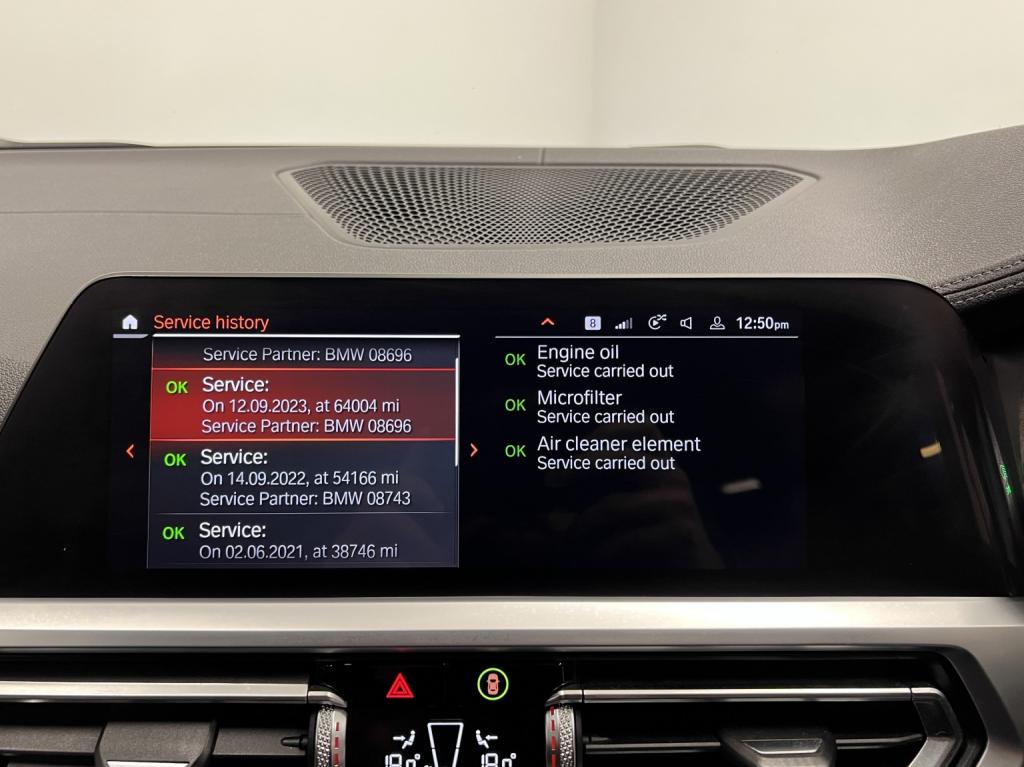 Service history
8
12:50pm
Service Partner: BMW 08696
OK Service:
On 12.09.2023, at 64004 mi
Service Partner: BMW 08696
OK Service:
On 14.09.2022, at 54166 mi
Service Partner: BMW 08743
OK Service:
On 02.06.2021, at 38746 mi
OK Engine oil
Service carried out
OK Microfilter
Service carried out
OK Air cleaner element
Service carried out